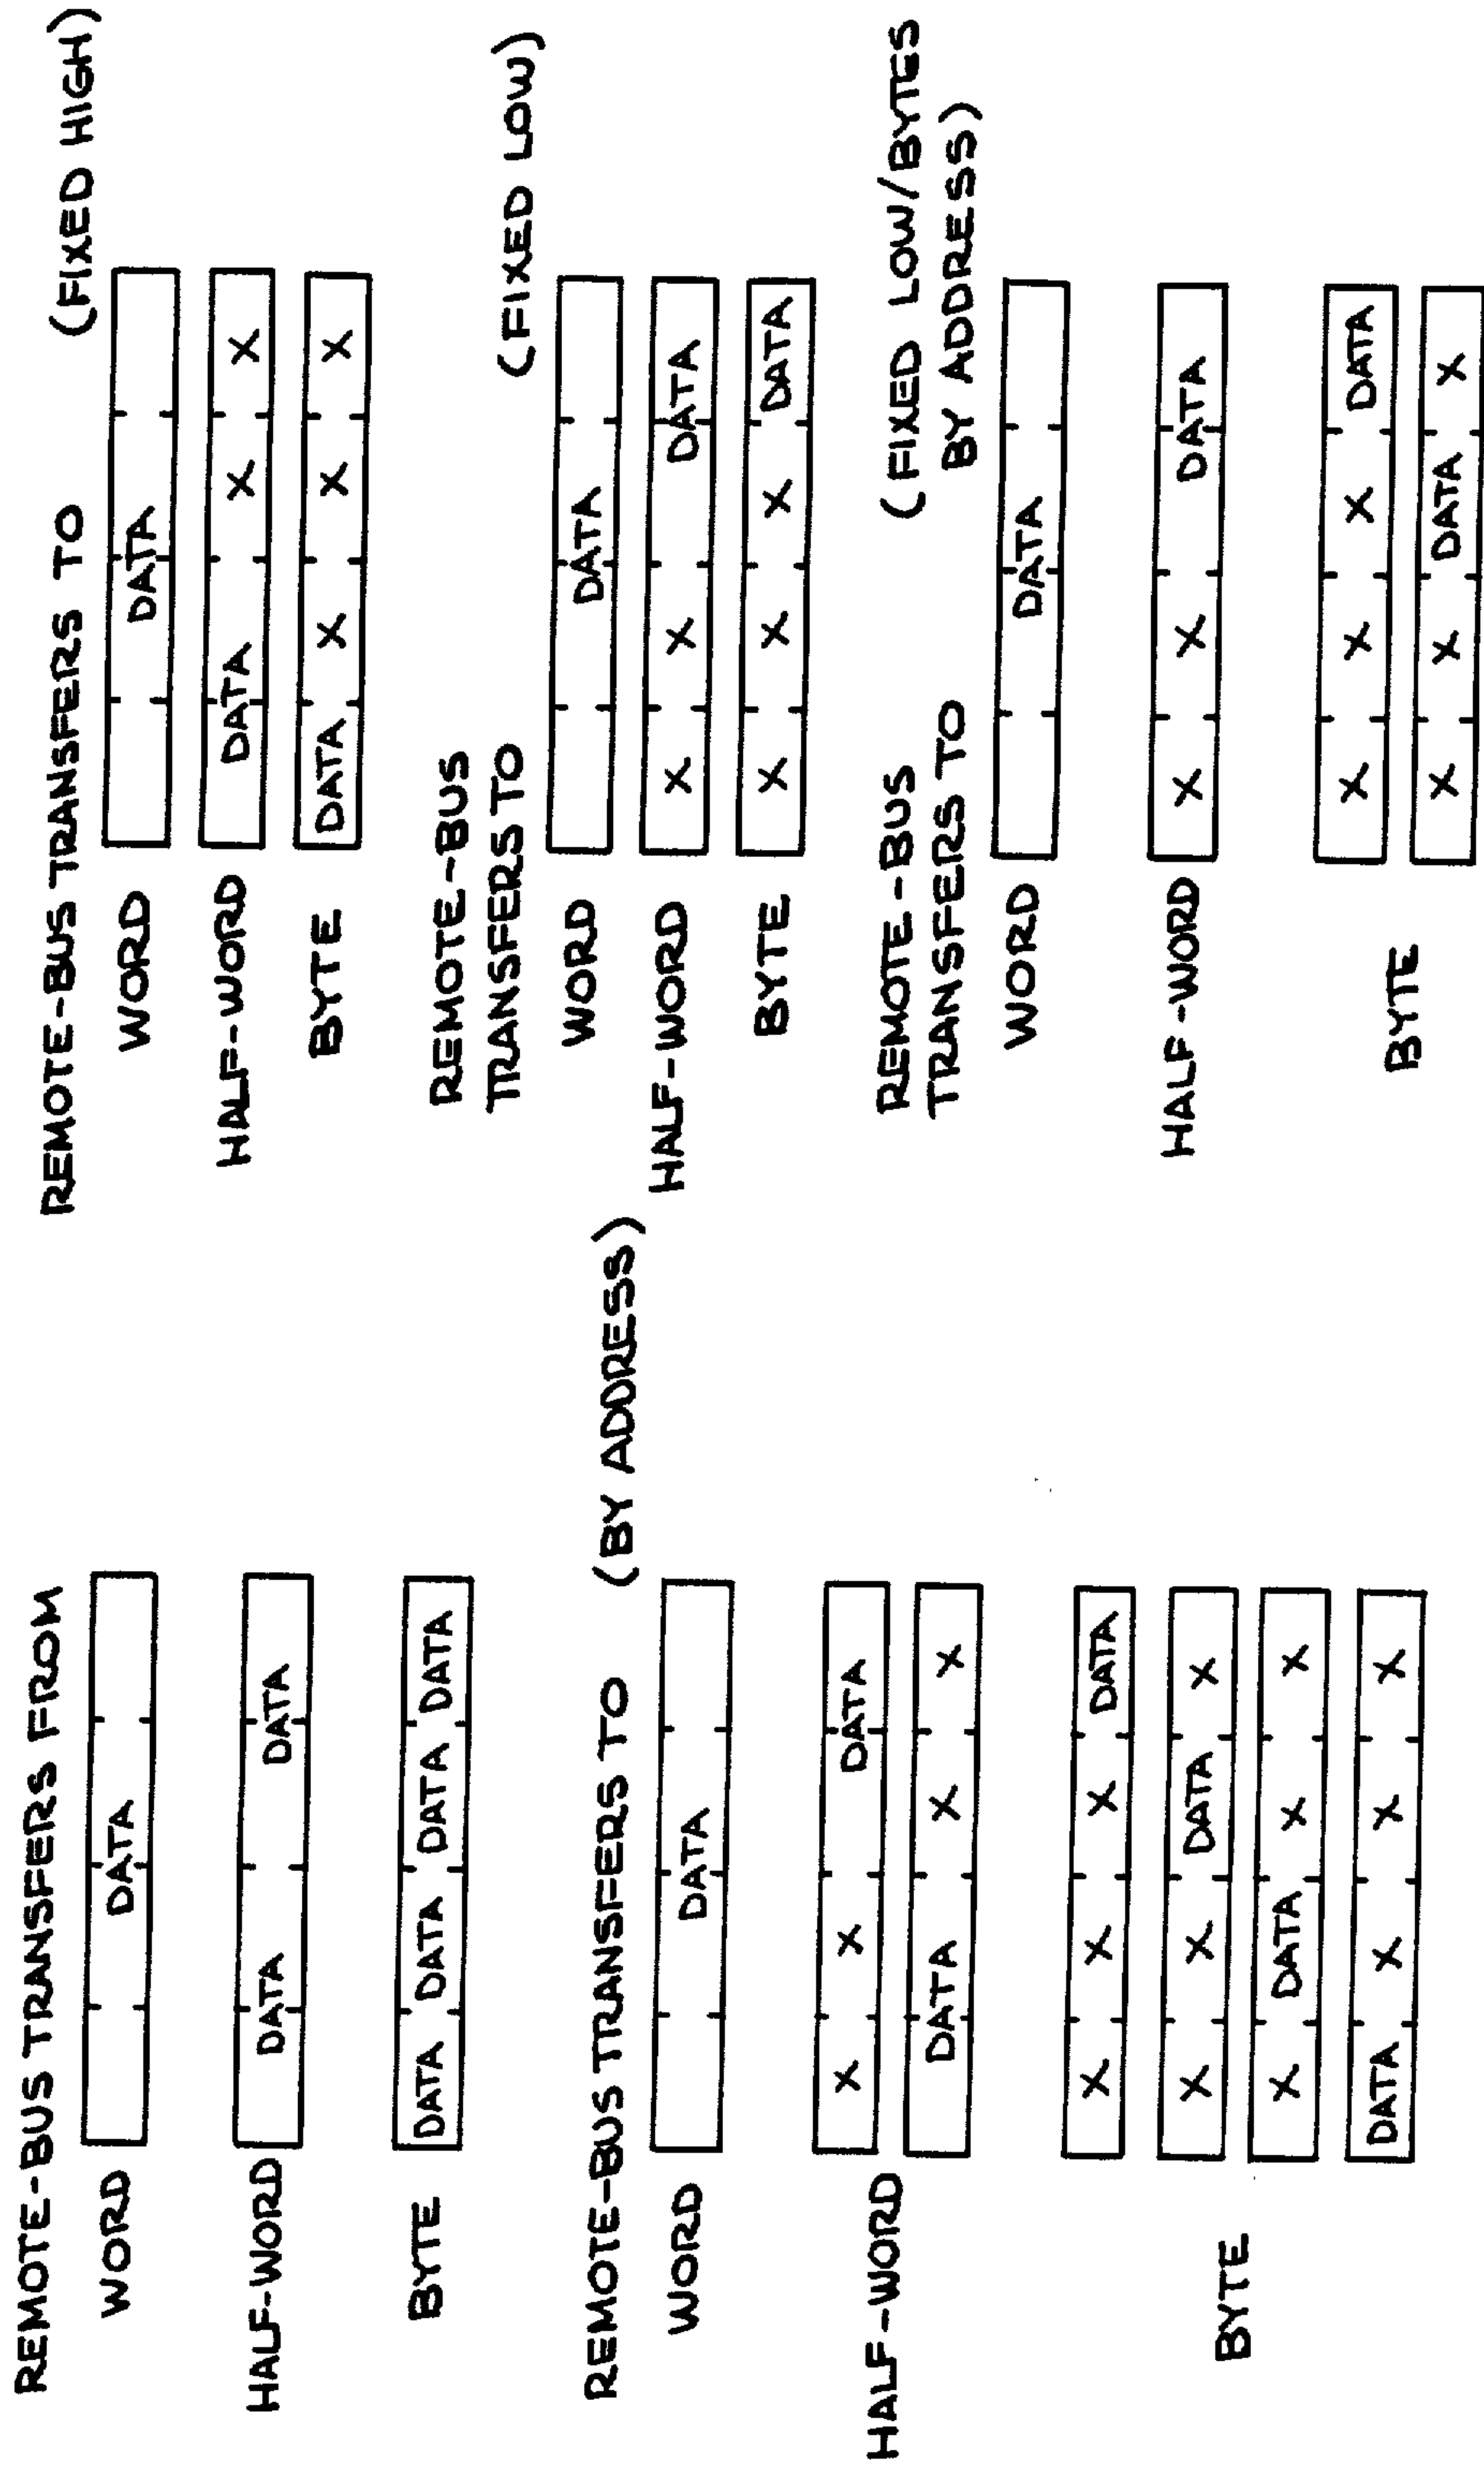 REMOTE-BUS TRANSFERS FROM
WORD DATA
HALF-WORD DATA DATA
BYTE DATA DATA DATA DATA
REMOTE-BUS TRANSFERS TO (BY ADDRESS)
WORD DATA
HALF-WORD X X DATA
DATA X X
BYTE X X X DATA
X X DATA X
X DATA X X
DATA X X X
REMOTE-BUS TRANSFERS TO (FIXED HIGH)
WORD DATA
HALF-WORD DATA X X
BYTE DATA X X X
REMOTE-BUS
TRANSFERS TO (FIXED LOW)
WORD DATA
HALF-WORD X X DATA
BYTE X X X DATA
REMOTE-BUS (FIXED LOW/BYTES
TRANSFERS TO BY ADDRESS)
WORD DATA
HALF-WORD X X DATA
BYTE X X X DATA
X X DATA X